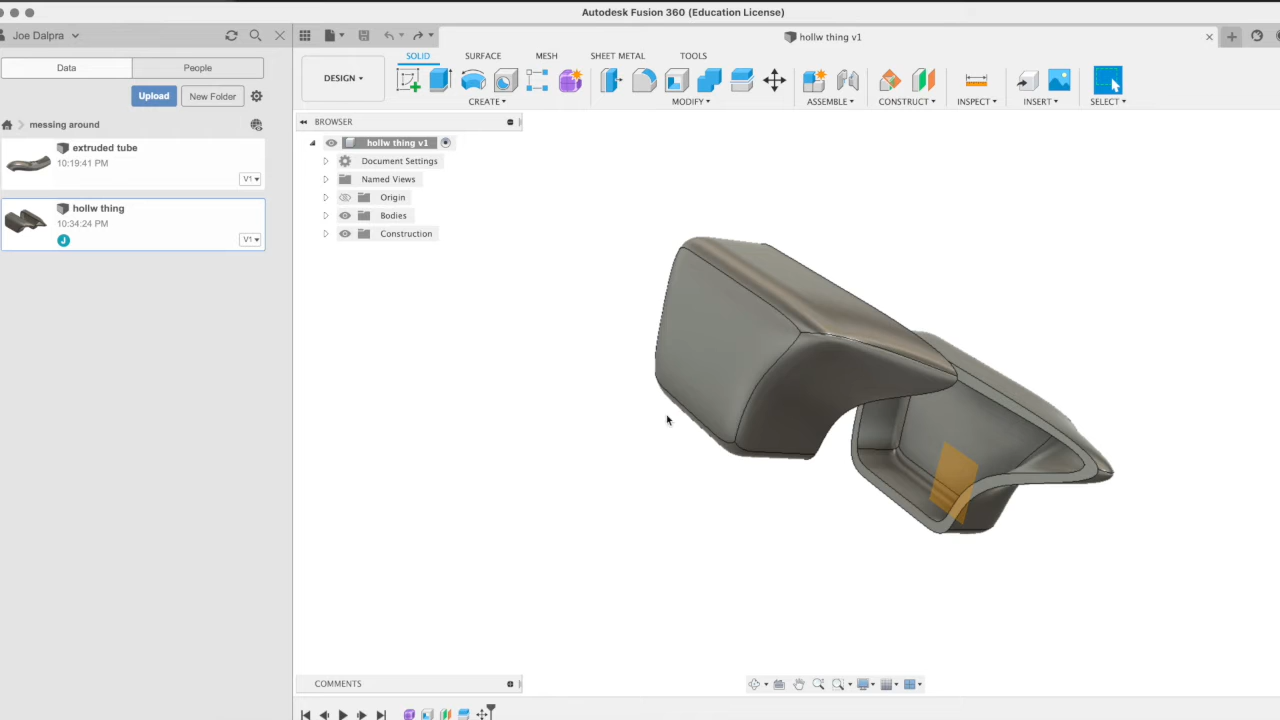 Autodesk Fusion 360 (Education License)
Joe Dalpra
hollw thing v1
Data
People
Upload
New Folder
messing around
extruded tube
10:19:41 PM
V1
hollw thing
10:34:24 PM
J
V1
SOLID
SURFACE
MESH
SHEET METAL
TOOLS
DESIGN
CREATE
MODIFY
ASSEMBLE
CONSTRUCT
INSPECT
INSERT
SELECT
BROWSER
hollw thing v1
Document Settings
Named Views
Origin
Bodies
Construction
COMMENTS